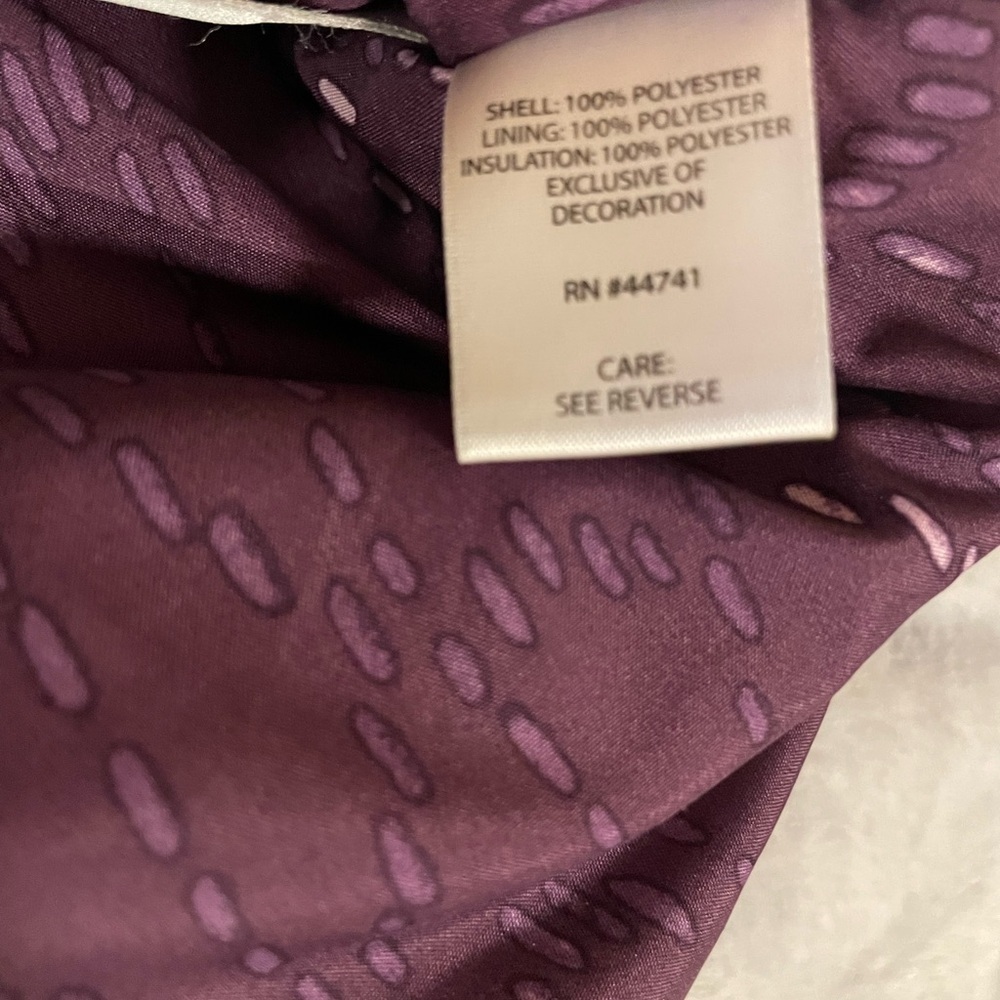 SHELL: 100% POLYESTER
LINING: 100% POLYESTER
INSULATION: 100% POLYESTER
EXCLUSIVE OF
DECORATION
RN #44741
CARE:
SEE REVERSE